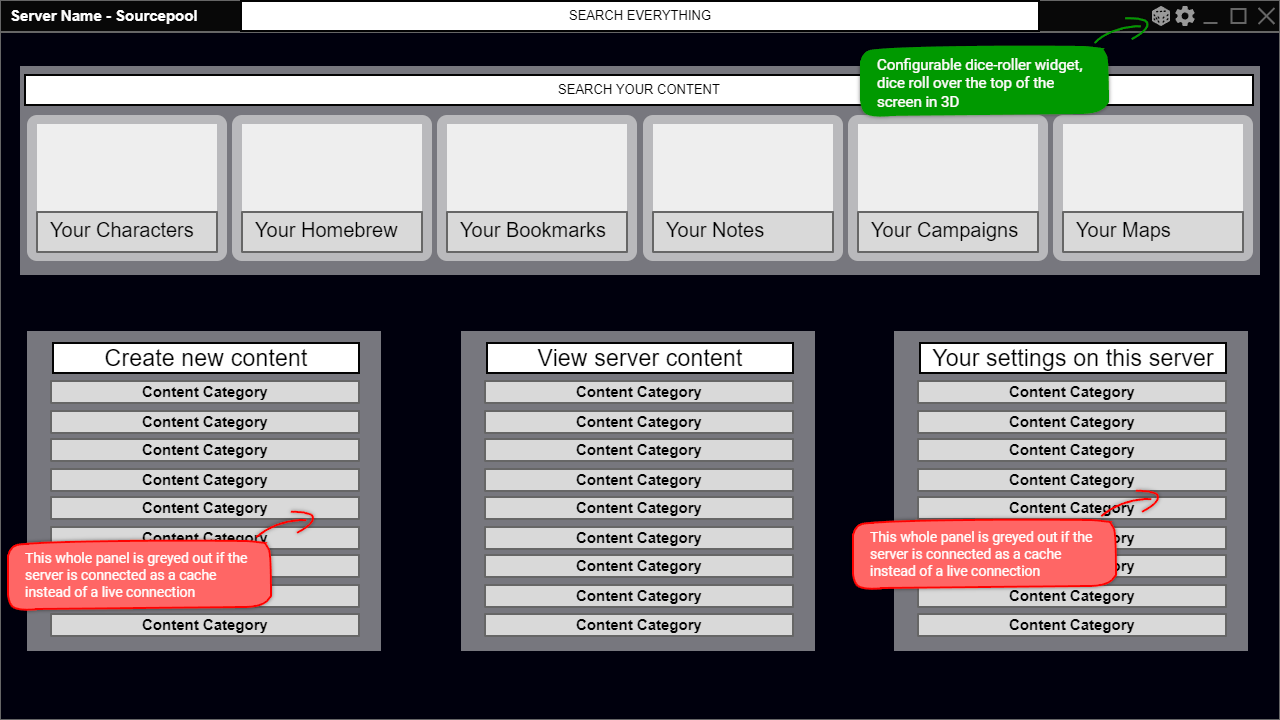 Server Name - Sourcepool
SEARCH EVERYTHING
Configurable dice-roller widget,
dice roll over the top of the
screen in 3D
SEARCH YOUR CONTENT
Your Characters
Your Homebrew
Your Bookmarks
Your Notes
Your Campaigns
Your Maps
Create new content
Content Category
Content Category
Content Category
Content Category
Content Category
Content Category
This whole panel is greyed out if the
server is connected as a cache
instead of a live connection
Content Category
View server content
Content Category
Content Category
Content Category
Content Category
Content Category
Content Category
Content Category
Content Category
Content Category
Your settings on this server
Content Category
Content Category
Content Category
Content Category
Content Category
This whole panel is greyed out if the
server is connected as a cache
instead of a live connection
Content Category
Content Category